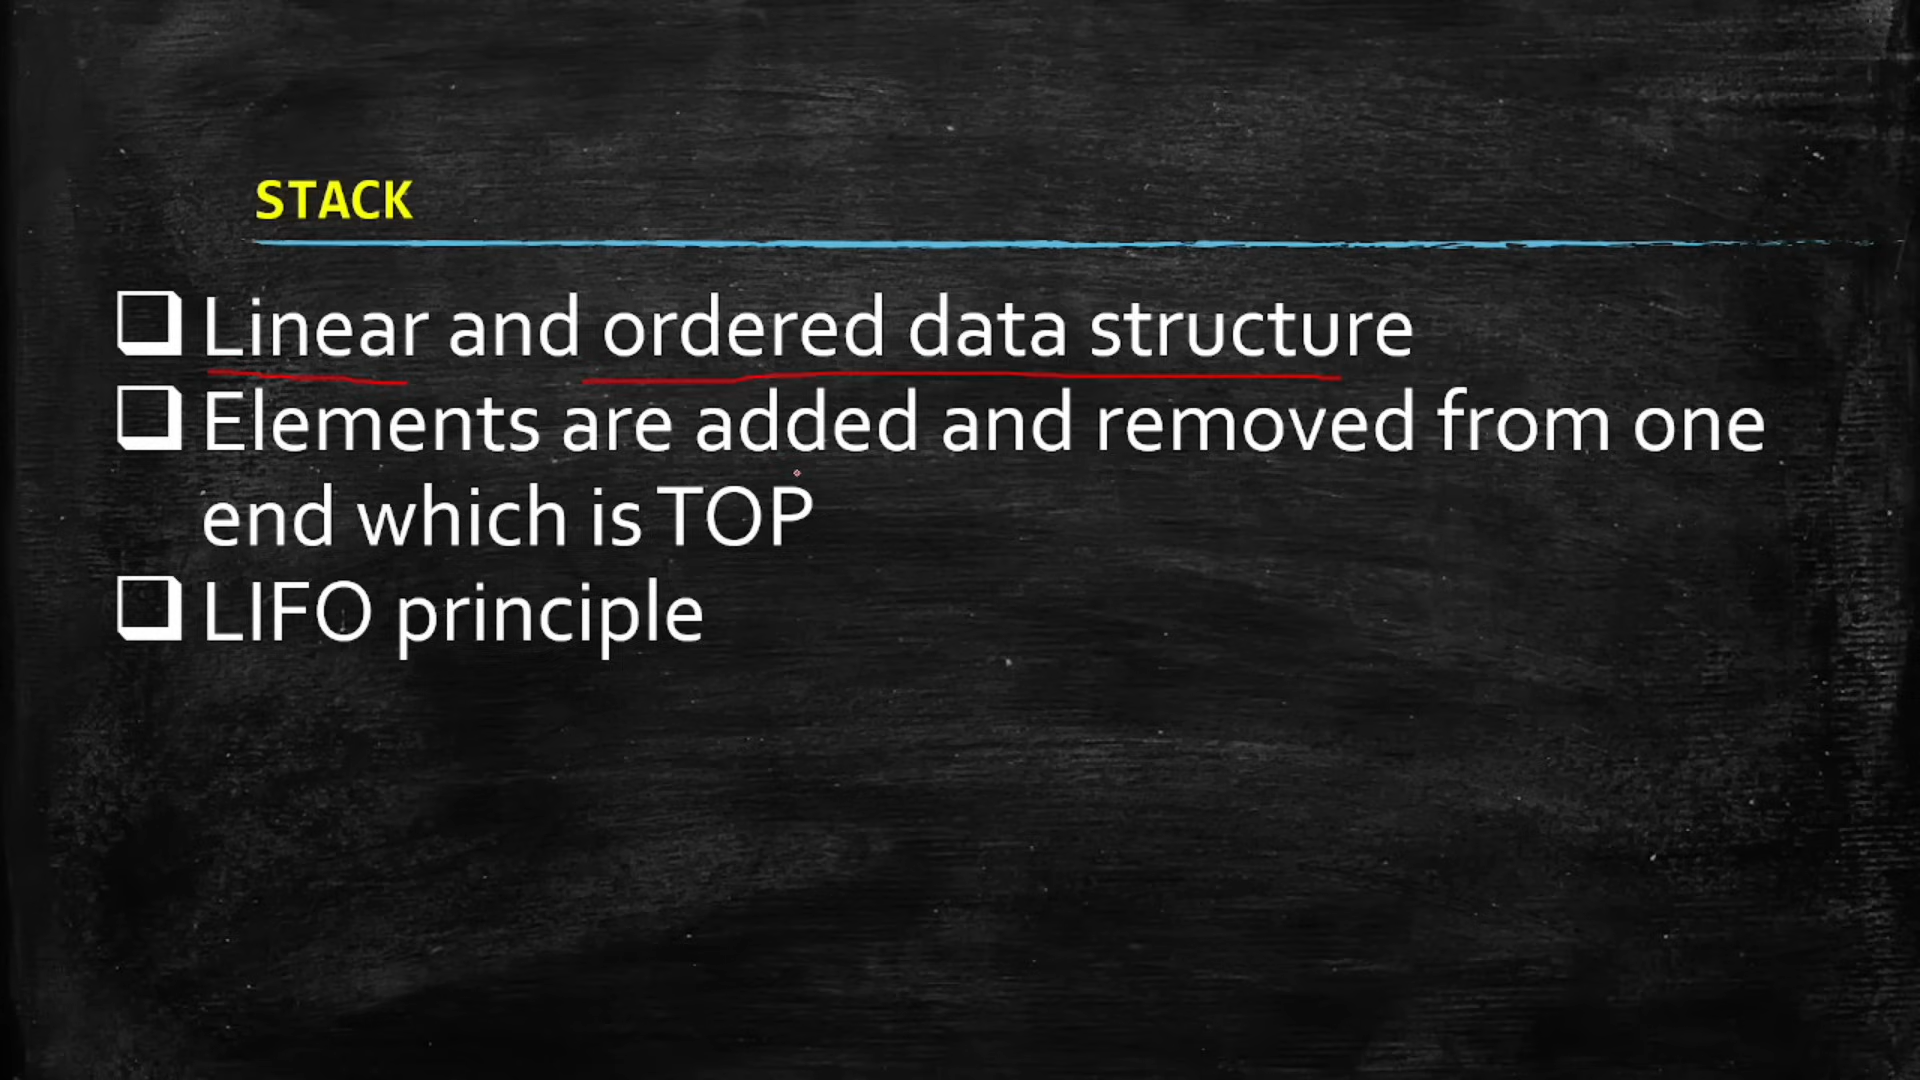 STACK
Linear and ordered data structure
Elements are added and removed from one
end which is TOP
LIFO principle